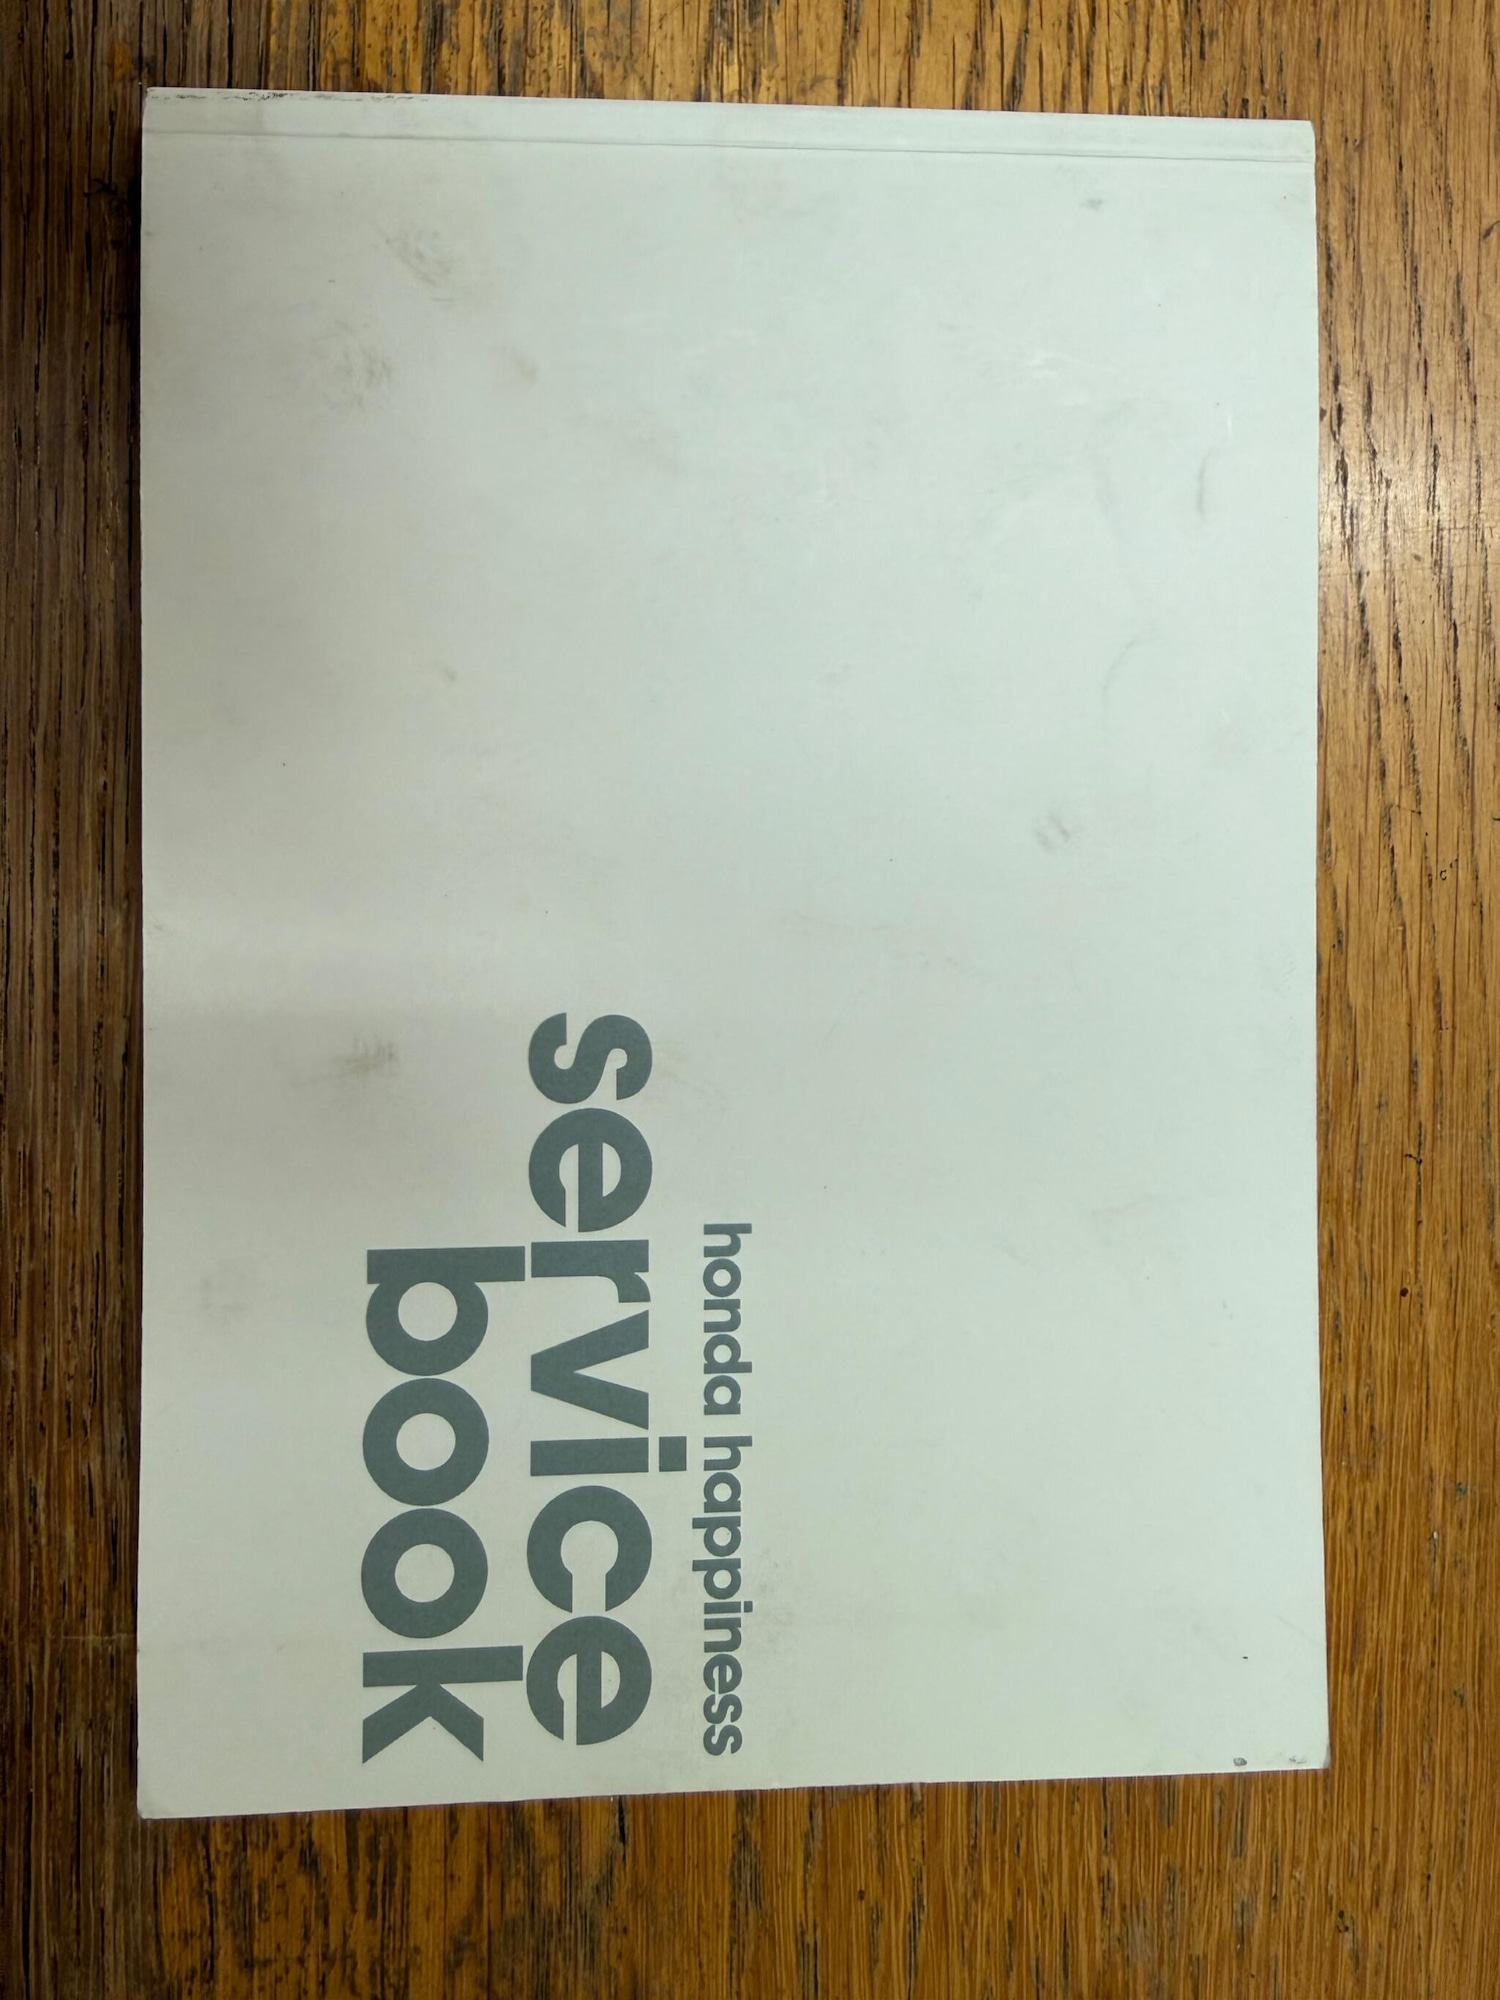 honda happiness
service
book